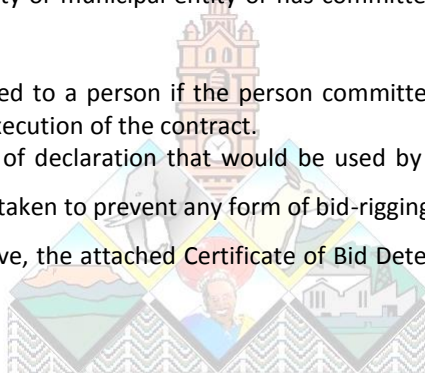 ty or municipal entity or has committe
ed to a person if the person committe
xecution of the contract.
of declaration that would be used by
taken to prevent any form of bid-rigging
ve, the attached Certificate of Bid Dete